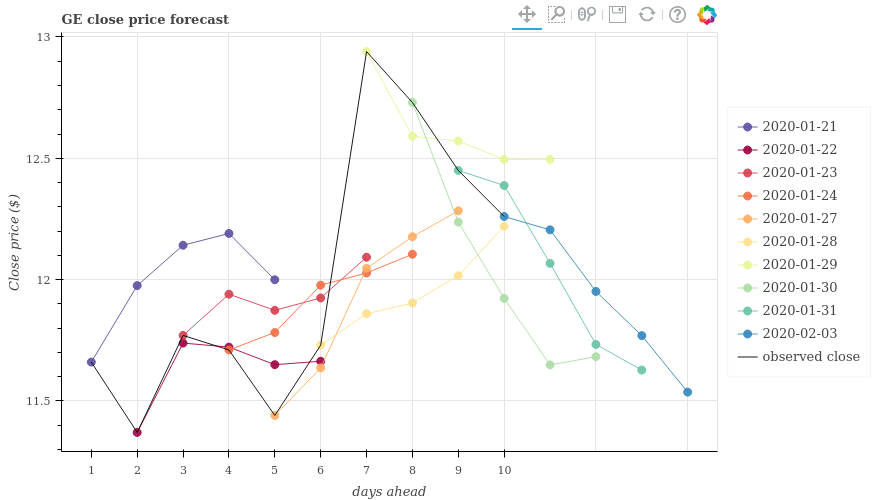 GE close price forecast
13
12.5
12
11.5
Close price ($)
1 2 3 4 5 6 7 8 9 10
days ahead
2020-01-21
2020-01-22
2020-01-23
2020-01-24
2020-01-27
2020-01-28
2020-01-29
2020-01-30
2020-01-31
2020-02-03
observed close